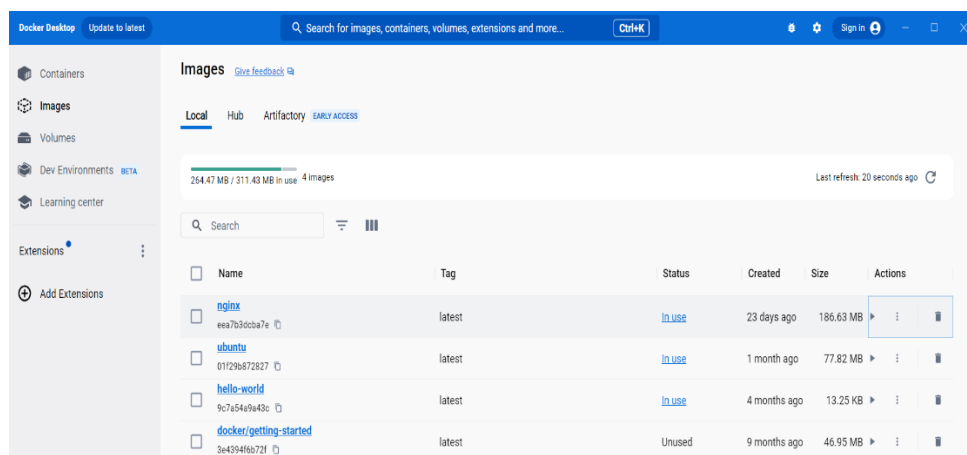 Docker Desktop Update to latest Search for images, containers, volumes, extensions and more... Ctrl+K Sign in
Containers
Images
Volumes
Dev Environments BETA
Learning center
Extensions
Add Extensions
Images Give feedback
Local Hub Artifactory EARLY ACCESS
264.47 MB / 311.43 MB in use 4 images Last refresh: 20 seconds ago
Search
Name Tag Status Created Size Actions
nginx
eea7b3dcba7e latest In use 23 days ago 186.63 MB
ubuntu
01f29b872827 latest In use 1 month ago 77.82 MB
hello-world
9c7a54a9a43c latest In use 4 months ago 13.25 KB
docker/getting-started
3e4394f6b72f latest Unused 9 months ago 46.95 MB